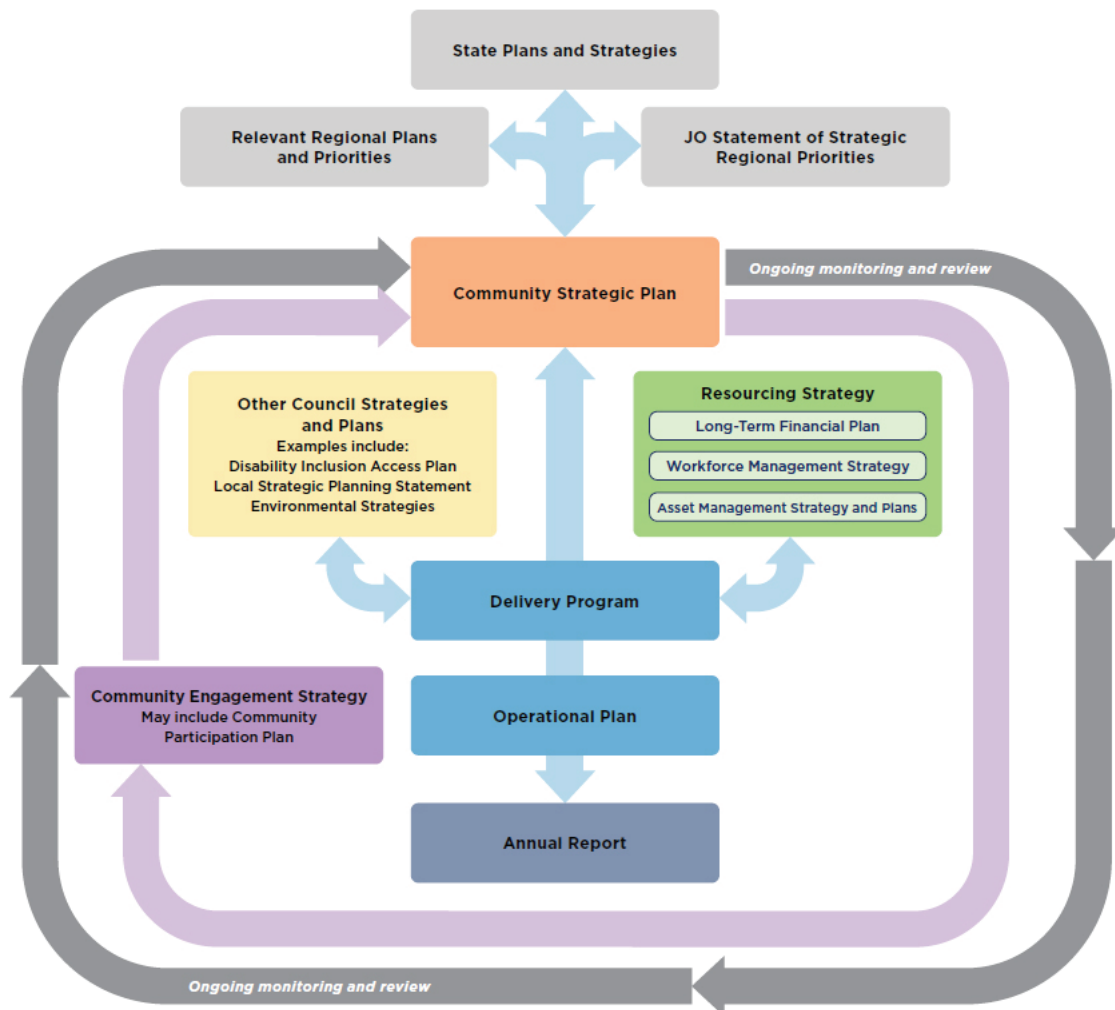 State Plans and Strategies
Relevant Regional Plans
and Priorities
JO Statement of Strategic
Regional Priorities
Community Strategic Plan
Ongoing monitoring and review
Other Council Strategies
and Plans
Examples include:
Disability Inclusion Access Plan
Local Strategic Planning Statement
Environmental Strategies
Resourcing Strategy
Long-Term Financial Plan
Workforce Management Strategy
Asset Management Strategy and Plans
Delivery Program
Community Engagement Strategy
May include Community
Participation Plan
Operational Plan
Annual Report
Ongoing monitoring and review